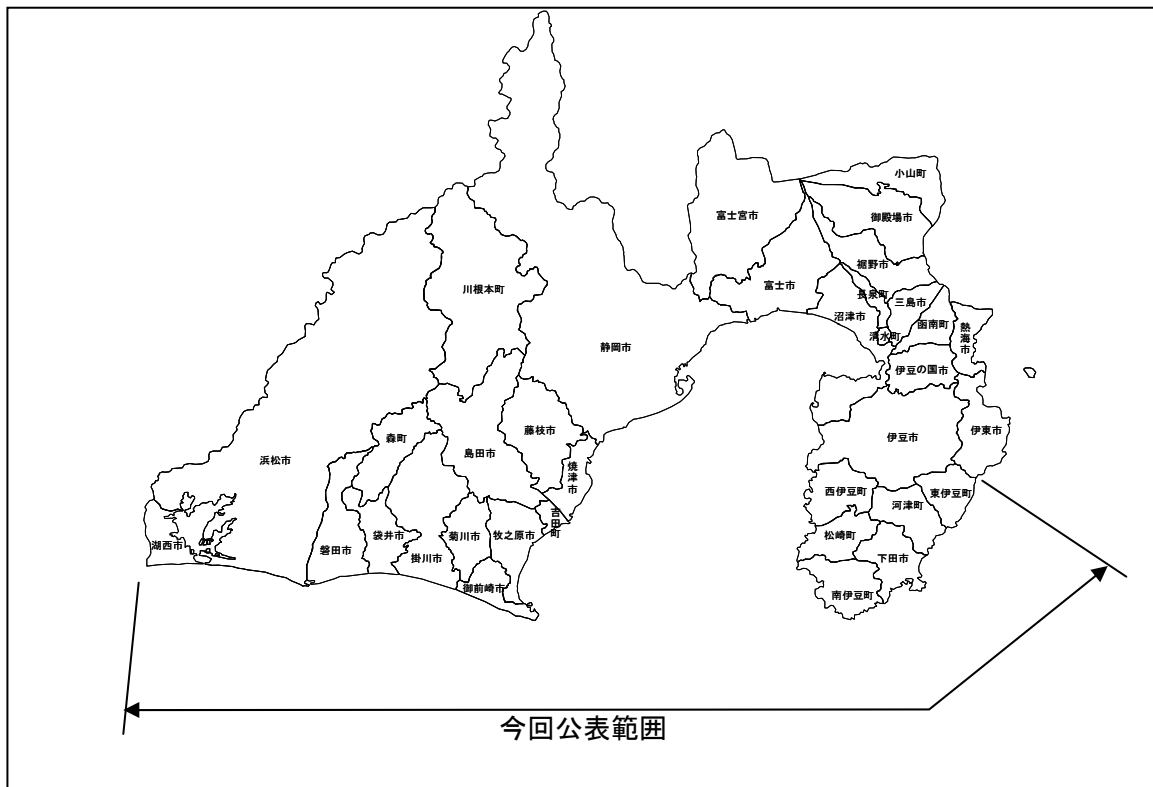 小山町
御殿場市
富士宮市
裾野市
富士市
川根本町
長泉町
三島市
沼津市
函南町
清水町
熱海市
静岡市
伊豆の国市
藤枝市
伊豆市
伊東市
森町
島田市
浜松市
焼津市
西伊豆町
東伊豆町
河津町
吉田町
袋井市
菊川市
牧之原市
松崎町
湖西市
磐田市
掛川市
下田市
御前崎市
南伊豆町
今回公表範囲